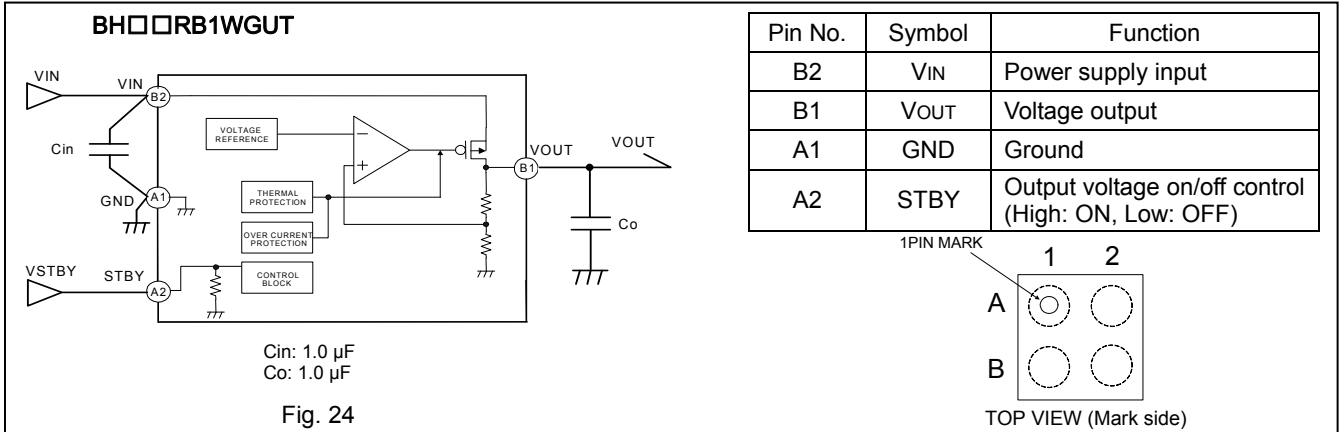 BH□□RB1WGUT
VIN
VIN
B2
Cin
GND
A1
VSTBY
STBY
A2
VOLTAGE
REFERENCE
THERMAL
PROTECTION
OVER CURRENT
PROTECTION
CONTROL
BLOCK
−
+
VOUT
B1
VOUT
Co
Cin: 1.0 µF
Co: 1.0 µF
Fig. 24
Pin No. Symbol Function
B2 VIN Power supply input
B1 VOUT Voltage output
A1 GND Ground
A2 STBY Output voltage on/off control
(High: ON, Low: OFF)
1PIN MARK
1 2
A
B
TOP VIEW (Mark side)